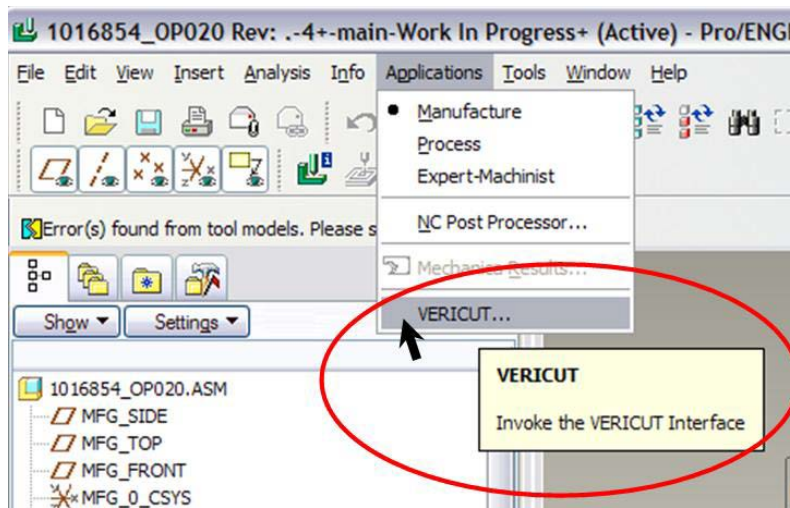 1016854_OP020 Rev: .-4+-main-Work In Progress+ (Active) - Pro/ENGI
File Edit View Insert Analysis Info Applications Tools Window Help
Manufacture
Process
Expert-Machinist
NC Post Processor...
Error(s) found from tool models. Please s
Mechanica Results...
Show Settings
VERICUT...
VERICUT
Invoke the VERICUT Interface
1016854_OP020.ASM
MFG_SIDE
MFG_TOP
MFG_FRONT
MFG_0_CSYS